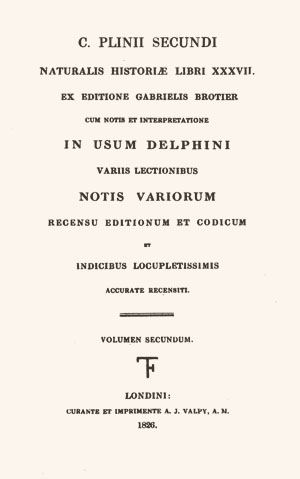 C. PLINII SECUNDI
NATURALIS HISTORIÆ LIBRI XXXVII.
EX EDITIONE GABRIELIS BROTIER
CUM NOTIS ET INTERPRETATIONE
IN USUM DELPHINI
VARIIS LECTIONIBUS
NOTIS VARIORUM
RECENSU EDITIONUM ET CODICUM
ET
INDICIBUS LOCUPLETISSIMIS
ACCURATE RECENSITI.
VOLUMEN SECUNDUM.
LONDINI:
CURANTE ET IMPRIMENTE A. J. VALPY, A. M.
1826.